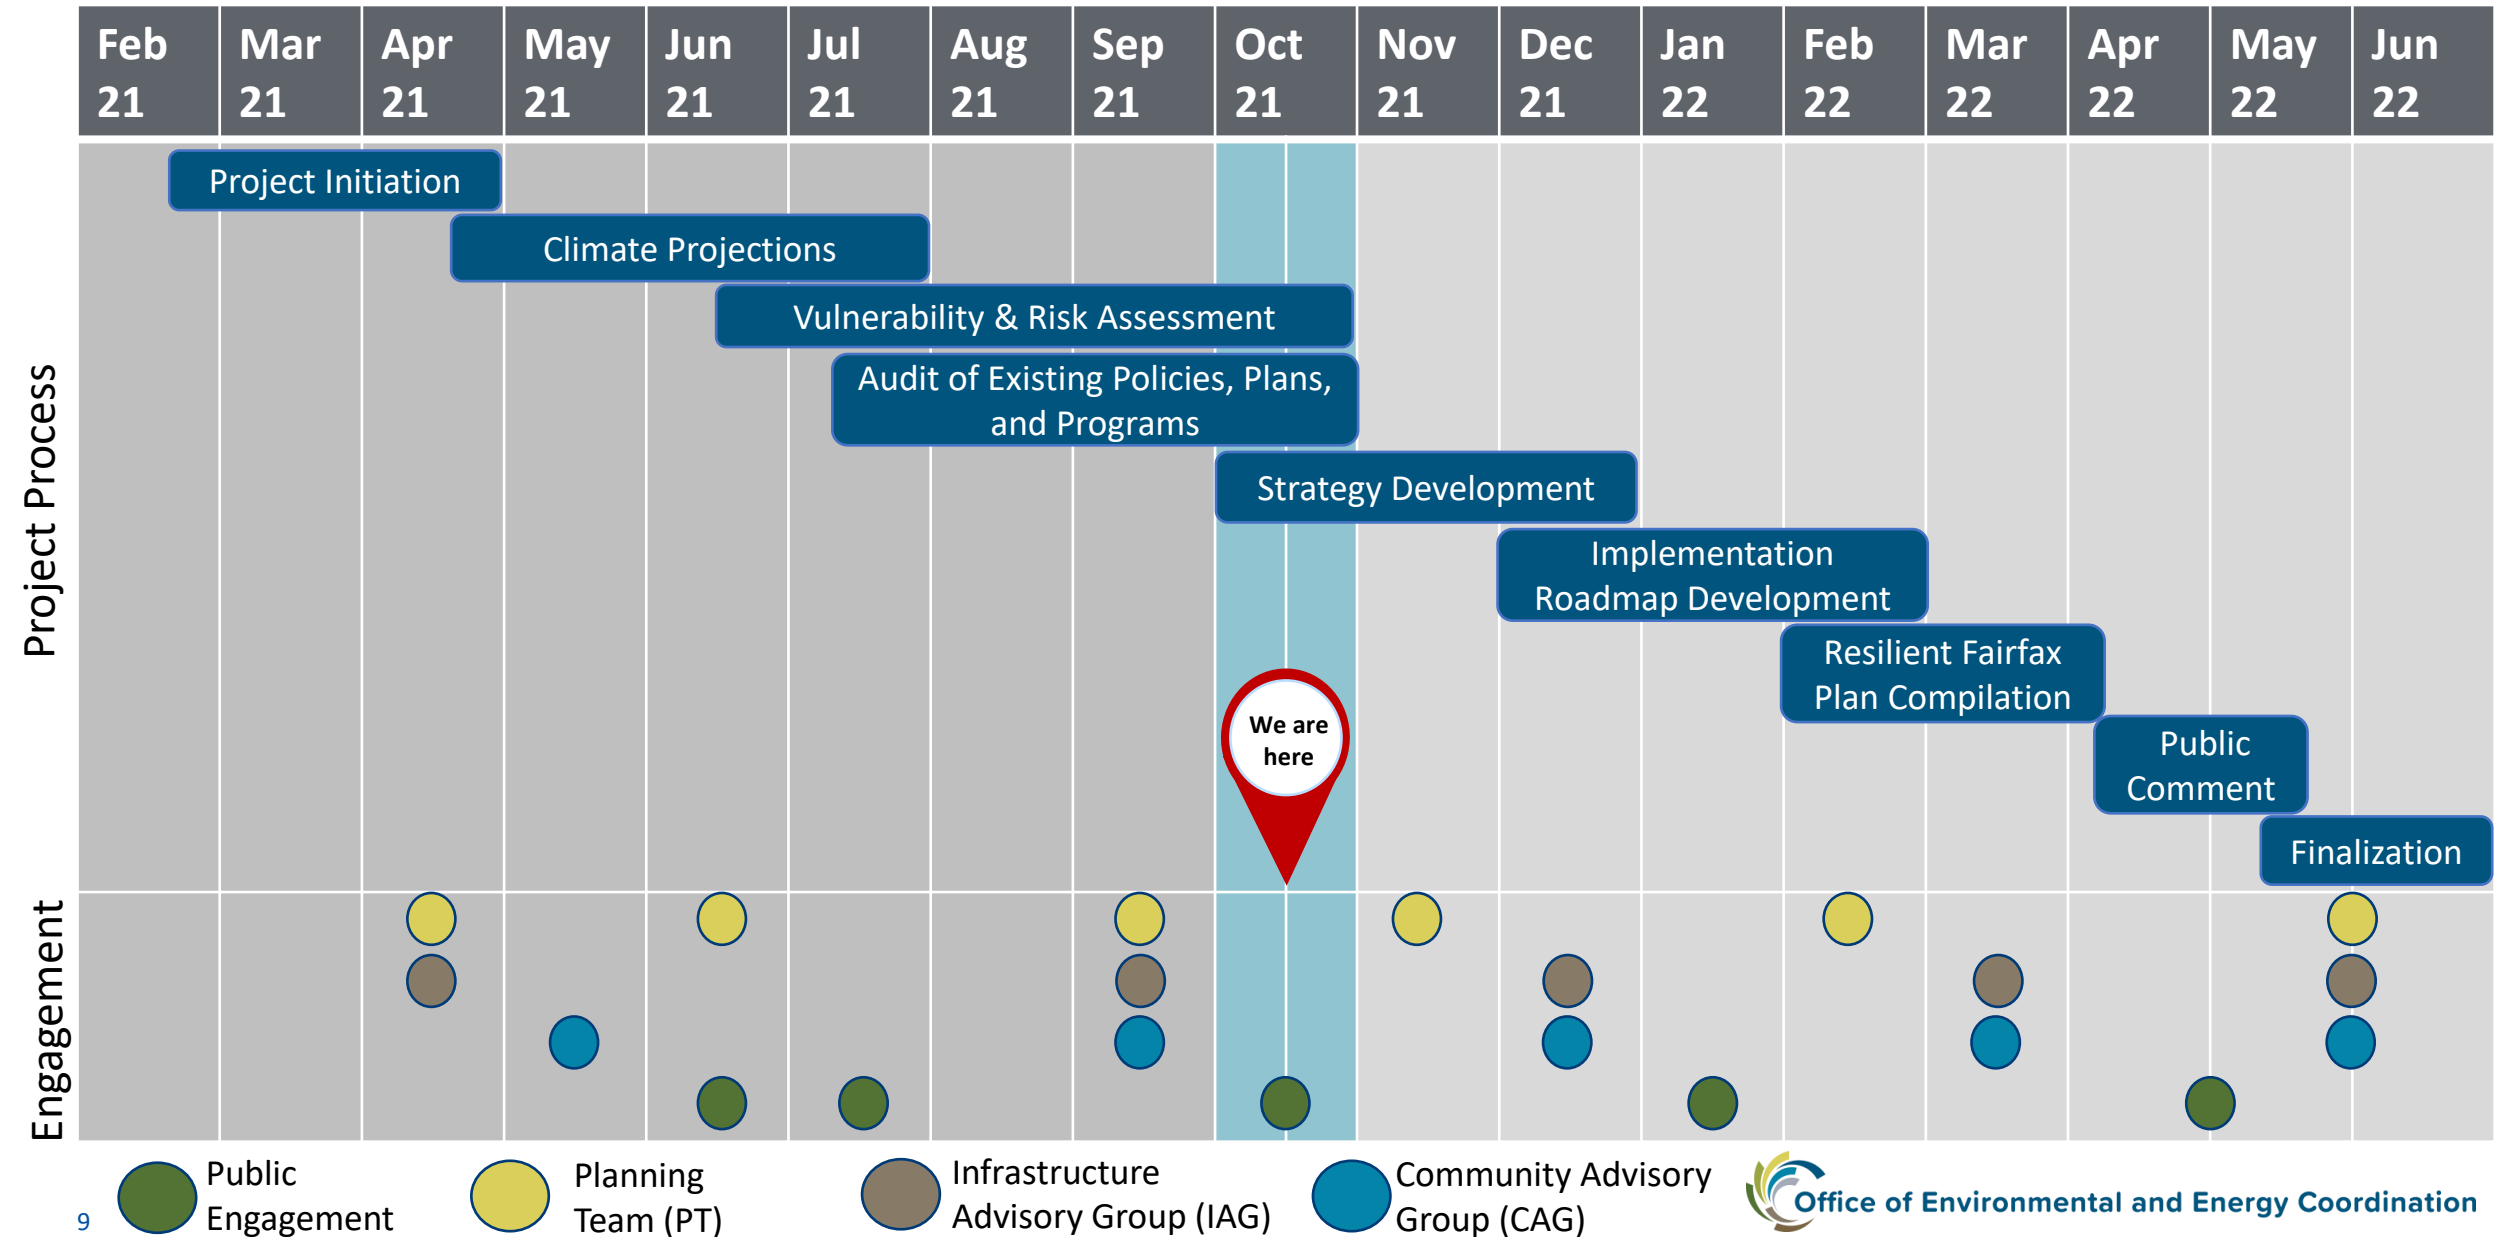 Feb Mar Apr May Jun Jul Aug Sep Oct Nov Dec Jan Feb Mar Apr May Jun
21 21 21 21 21 21 21 21 21 21 21 22 22 22 22 22 22
Project Process
Project Initiation
Climate Projections
Vulnerability & Risk Assessment
Audit of Existing Policies, Plans,
and Programs
Strategy Development
Implementation
Roadmap Development
Resilient Fairfax
Plan Compilation
We are
here
Public
Comment
Finalization
Engagement
Public
Engagement
Planning
Team (PT)
Infrastructure
Advisory Group (IAG)
Community Advisory
Group (CAG)
Office of Environmental and Energy Coordination
9